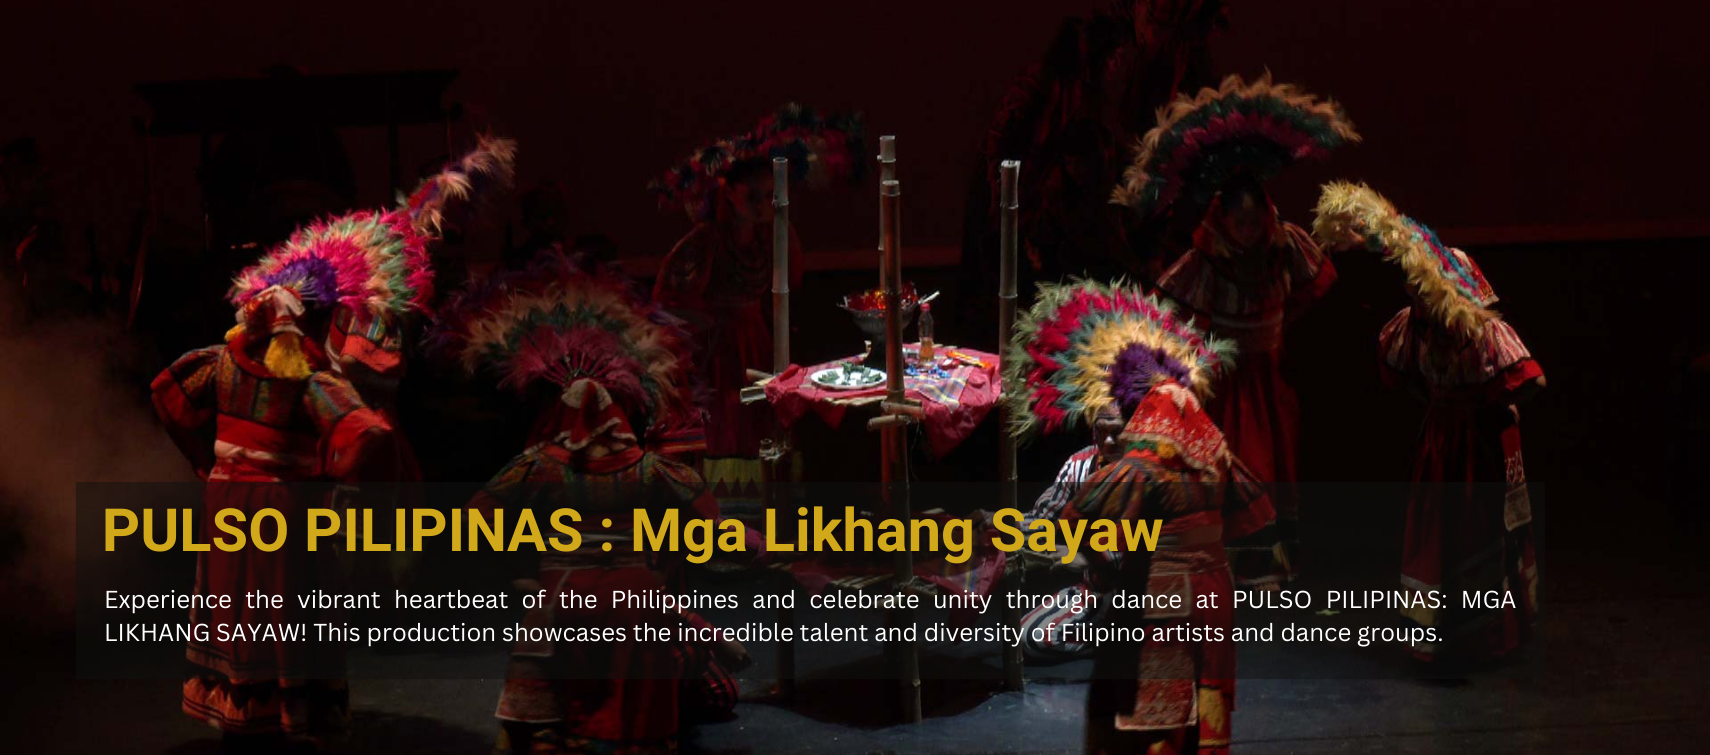 PULSO PILIPINAS : Mga Likhang Sayaw
Experience the vibrant heartbeat of the Philippines and celebrate unity through dance at PULSO PILIPINAS: MGA
LIKHANG SAYAW! This production showcases the incredible talent and diversity of Filipino artists and dance groups.